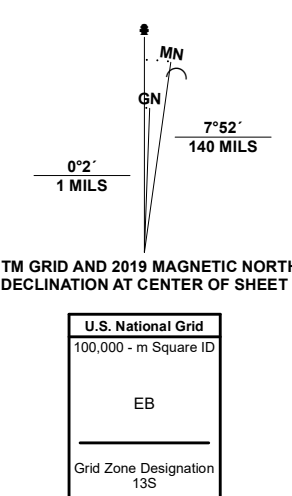 MN
GN
7°52´
140 MILS
0°2´
1 MILS
TM GRID AND 2019 MAGNETIC NORTH
DECLINATION AT CENTER OF SHEET
U.S. National Grid
100,000 - m Square ID
EB
Grid Zone Designation
13S